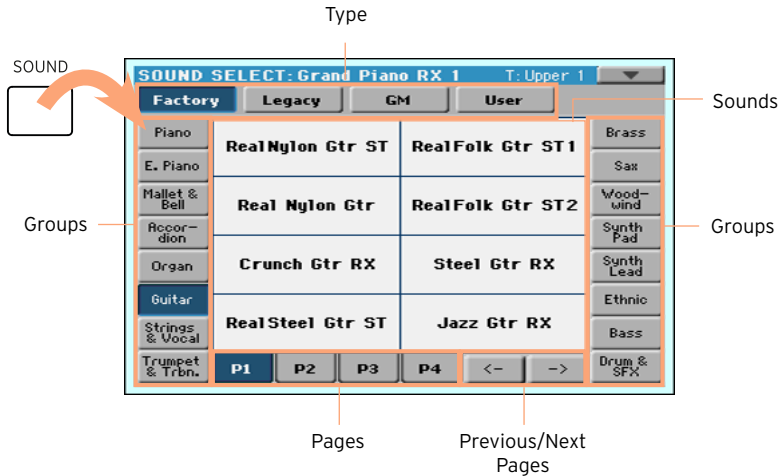 Type
SOUND
SOUND SELECT: Grand Piano RX 1 T: Upper 1
Factory Legacy GM User
Sounds
Piano
E. Piano
Mallet &
Bell
Accor-
dion
Organ
Guitar
Strings
& Vocal
Trumpet
& Trbn.
RealNylon Gtr ST RealFolk Gtr ST1
Real Nylon Gtr RealFolk Gtr ST2
Crunch Gtr RX Steel Gtr RX
RealSteel Gtr ST Jazz Gtr RX
Brass
Sax
Wood-
wind
Synth
Pad
Synth
Lead
Ethnic
Bass
Drum &
SFX
Groups
Groups
P1 P2 P3 P4 <- ->
Pages
Previous/Next
Pages